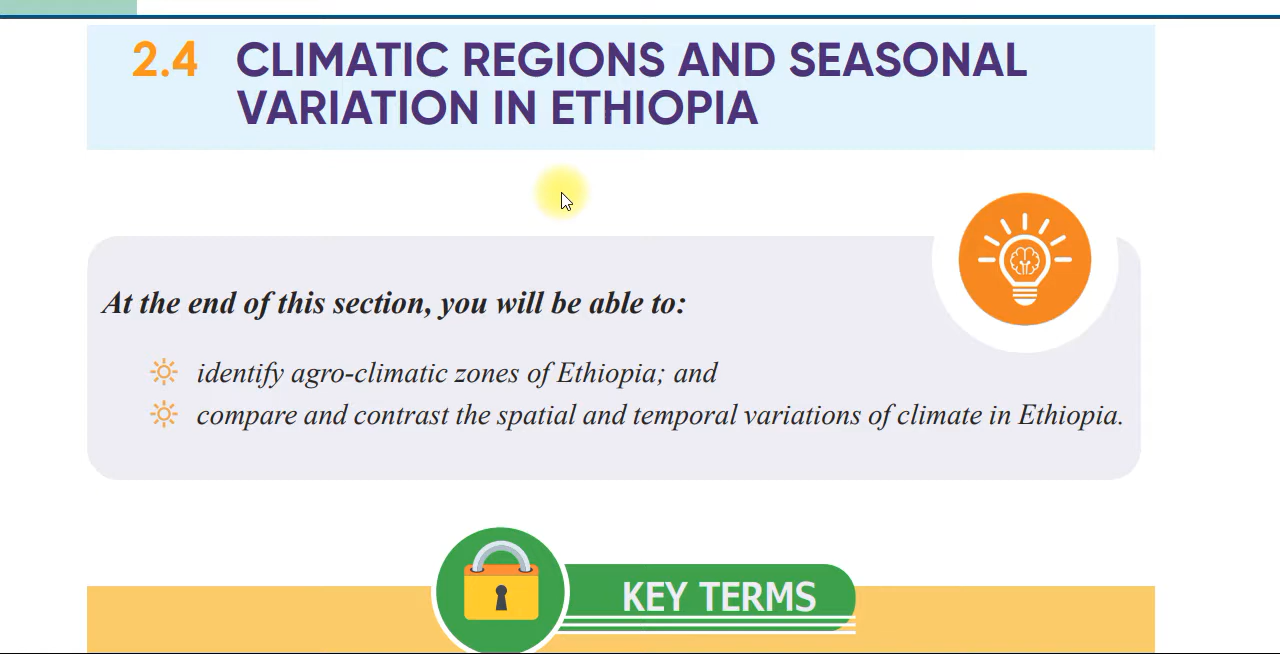 2.4 CLIMATIC REGIONS AND SEASONAL
VARIATION IN ETHIOPIA
At the end of this section, you will be able to:
identify agro-climatic zones of Ethiopia; and
compare and contrast the spatial and temporal variations of climate in Ethiopia.
KEY TERMS